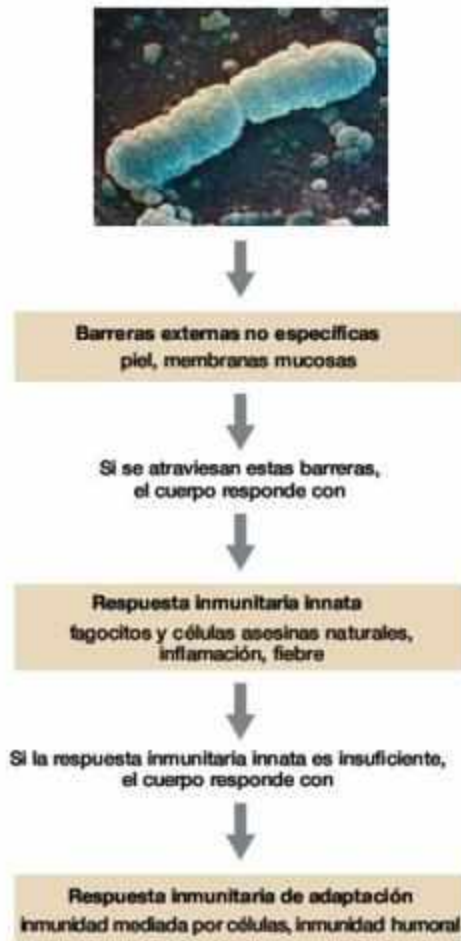 Barreras externas no específicas
piel, membranas mucosas
Si se atraviesan estas barreras,
el cuerpo responde con
Respuesta inmunitaria innata
fagocitos y células asesinas naturales,
inflamación, fiebre
Si la respuesta inmunitaria innata es insuficiente,
el cuerpo responde con
Respuesta inmunitaria de adaptación
inmunidad mediada por células, inmunidad humoral